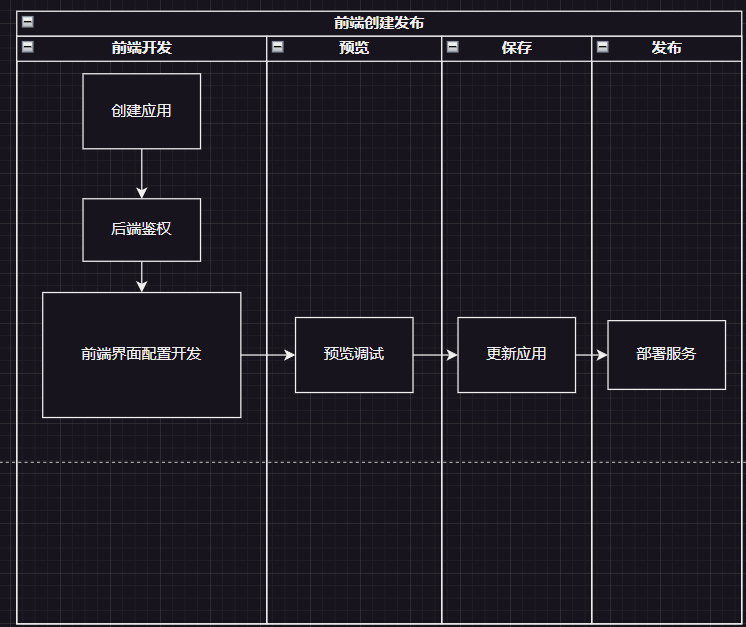 前端创建发布
前端开发
预览
保存
发布
创建应用
后端鉴权
前端界面配置开发
预览调试
更新应用
部署服务